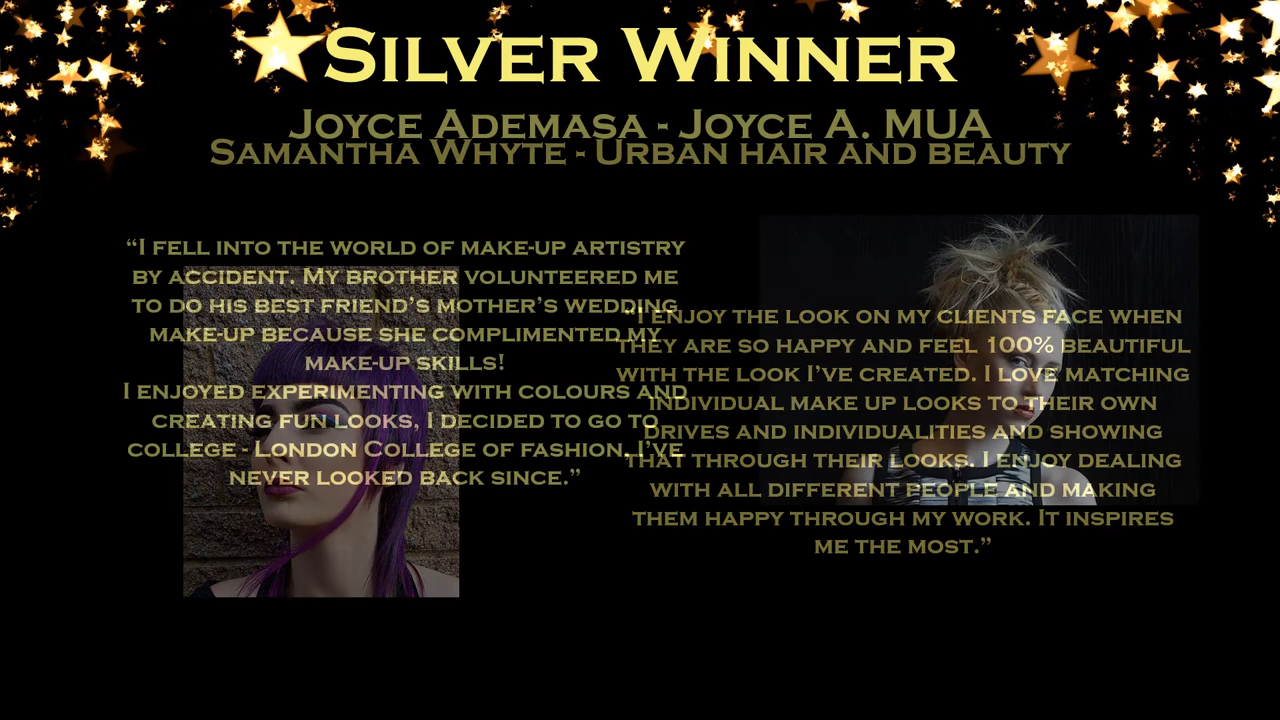 Silver Winner
Joyce Ademasa - Joyce A. MUA
Samantha Whyte - Urban hair and beauty
“I fell into the world of make-up artistry
by accident. My brother volunteered me
to do his best friend’s mother’s wedding
make-up because she complimented my
make-up skills!
I enjoyed experimenting with colours and
creating fun looks, I decided to go to
college - London College of fashion. I’ve
never looked back since.”
“I enjoy the look on my clients face when
they are so happy and feel 100% beautiful
with the look I’ve created. I love matching
individual make up looks to their own
drives and individualities and showing
that through their looks. I enjoy dealing
with all different people and making
them happy through my work. It inspires
me the most.”